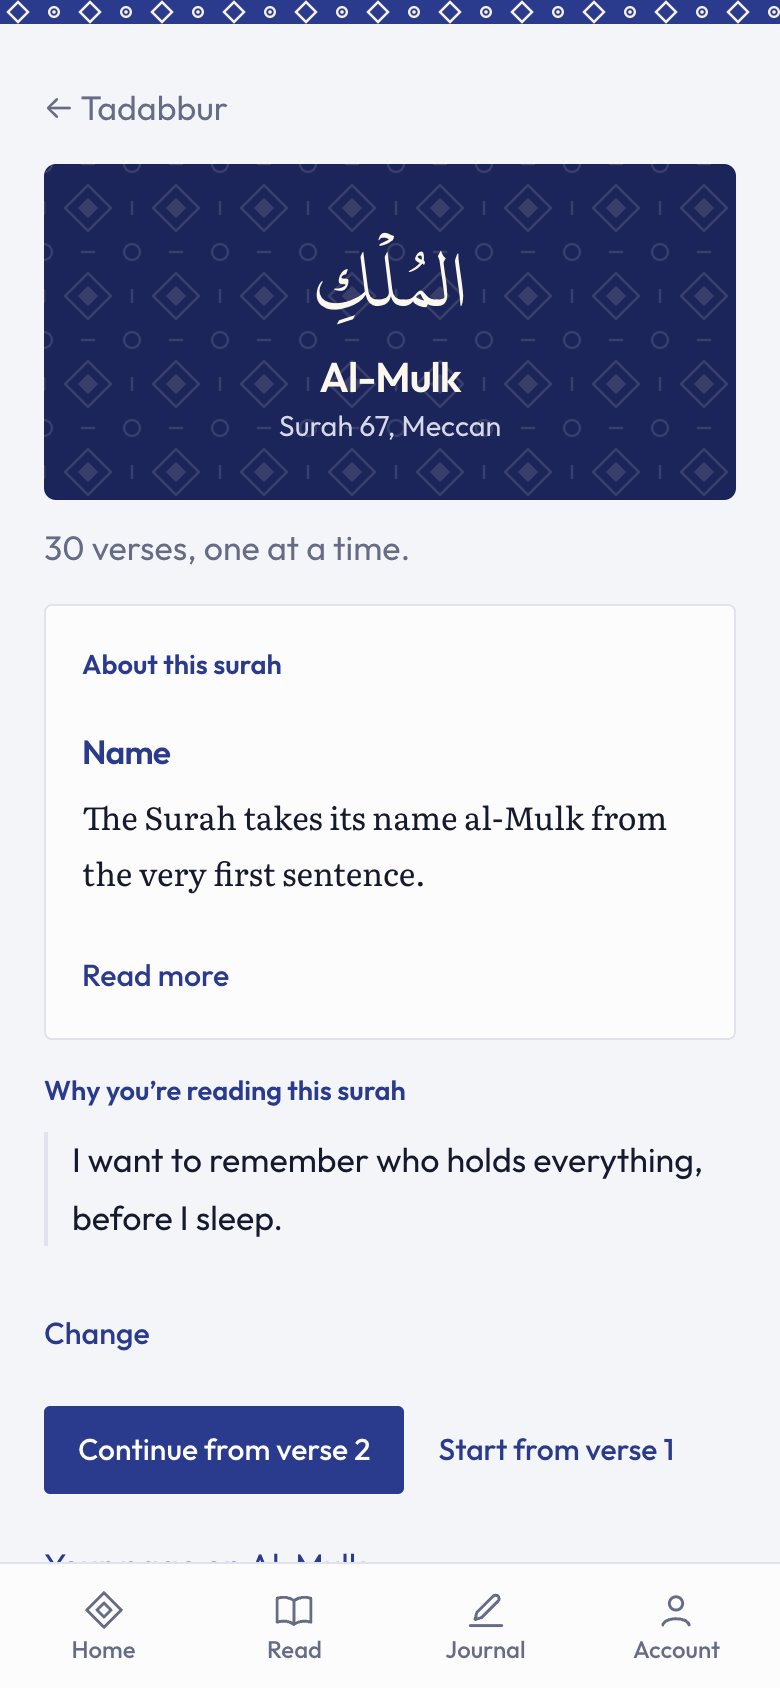 ← Tadabbur
المُلۡكِ
Al-Mulk
Surah 67, Meccan
30 verses, one at a time.
About this surah
Name
The Surah takes its name al-Mulk from
the very first sentence.
Read more
Why you’re reading this surah
I want to remember who holds everything,
before I sleep.
Change
Continue from verse 2
Start from verse 1
Al-Mulk
Home
Read
Journal
Account